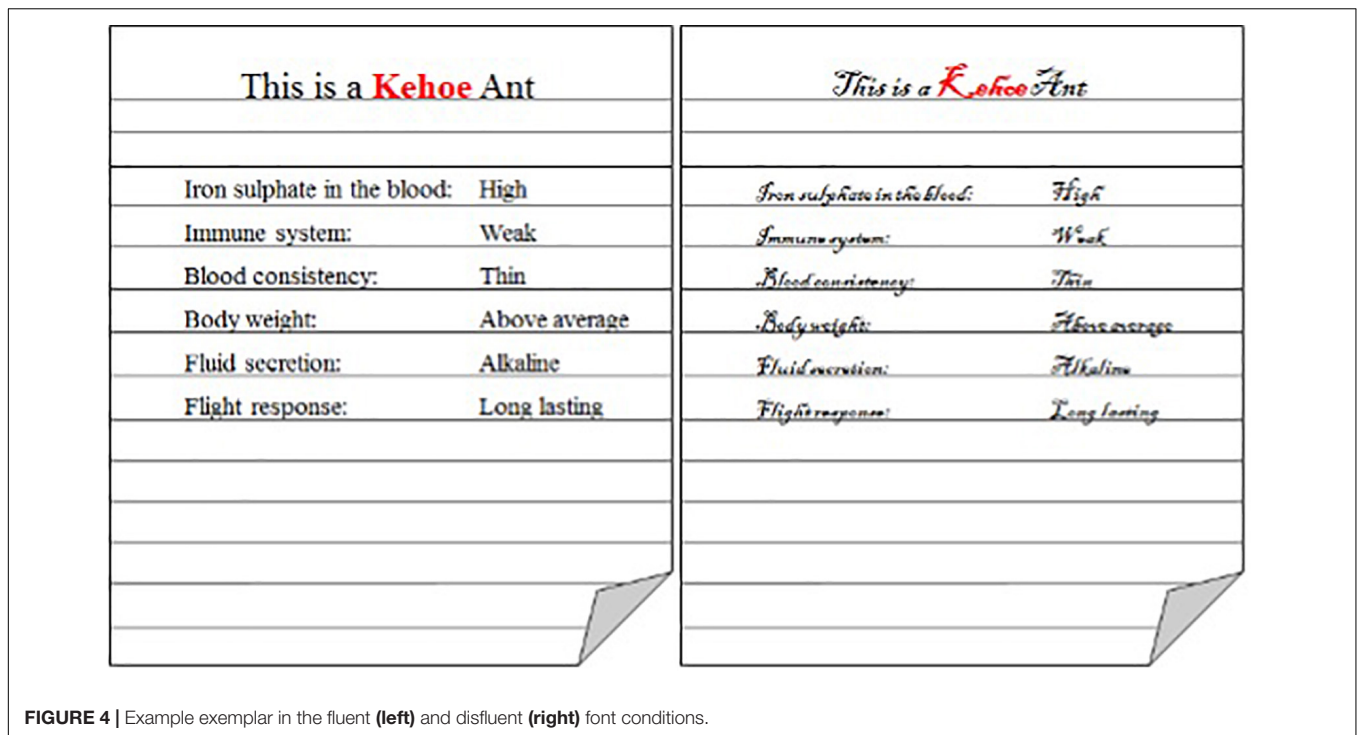 This is a Kehoe Ant
Iron sulphate in the blood: High
Immune system: Weak
Blood consistency: Thin
Body weight: Above average
Fluid secretion: Alkaline
Flight response: Long lasting
This is a Kehoe Ant
Iron sulphate in the blood: High
Immune system: Weak
Blood consistency: Thin
Body weight: Above average
Fluid secretion: Alkaline
Flight response: Long lasting
FIGURE 4 | Example exemplar in the fluent (left) and disfluent (right) font conditions.